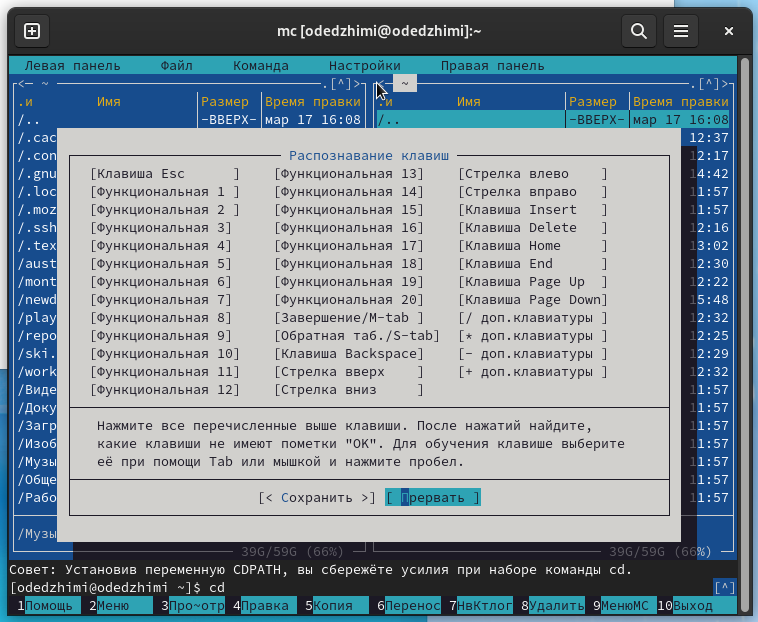 mc [odedzhimi@odedzhimi]:~
Левая панель Файл Команда Настройки Правая панель
<─ ~ .[^]> <─ ~ .[^]>
.и Имя Размер Время правки .и Имя Размер Время правки
/.. -ВВЕРХ- мар 17 16:08 /.. -ВВЕРХ- мар 17 16:08
/.cac 12:37
/.con Распознавание клавиш 12:17
/.gnu [Клавиша Esc ] [Функциональная 13] [Стрелка влево ] 14:42
/.loc [Функциональная 1 ] [Функциональная 14] [Стрелка вправо ] 11:57
/.moz [Функциональная 2 ] [Функциональная 15] [Клавиша Insert ] 11:57
/.ssh [Функциональная 3] [Функциональная 16] [Клавиша Delete ] 12:16
/.tex [Функциональная 4] [Функциональная 17] [Клавиша Home ] 13:02
/aust [Функциональная 5] [Функциональная 18] [Клавиша End ] 12:30
/mont [Функциональная 6] [Функциональная 19] [Клавиша Page Up ] 12:22
/newd [Функциональная 7] [Функциональная 20] [Клавиша Page Down] 15:48
/play [Функциональная 8] [Завершение/M-tab ] [/ доп.клавиатуры ] 12:32
/repo [Функциональная 9] [Обратная таб./S-tab] [* доп.клавиатуры ] 12:25
/ski. [Функциональная 10] [Клавиша Backspace] [- доп.клавиатуры ] 12:29
/work [Функциональная 11] [Стрелка вверх ] [+ доп.клавиатуры ] 12:32
/Виде [Функциональная 12] [Стрелка вниз ] 11:57
/Доку 11:57
/Загр Нажмите все перечисленные выше клавиши. После нажатий найдите, 11:57
/Изоб какие клавиши не имеют пометки "OK". Для обучения клавише выберите 11:57
/Музы её при помощи Tab или мышкой и нажмите пробел. 11:57
/Обще 11:57
/Рабо [< Сохранить >] [ Прервать ] 11:57
/Музы
39G/59G (66%) 39G/59G (66%)
Совет: Установив переменную CDPATH, вы сбережёте усилия при наборе команды cd.
[odedzhimi@odedzhimi ~]$ cd [^]
1Помощь 2Меню 3Про~отр 4Правка 5Копия 6Перенос 7НвКтлог 8Удалить 9МенюMC 10Выход